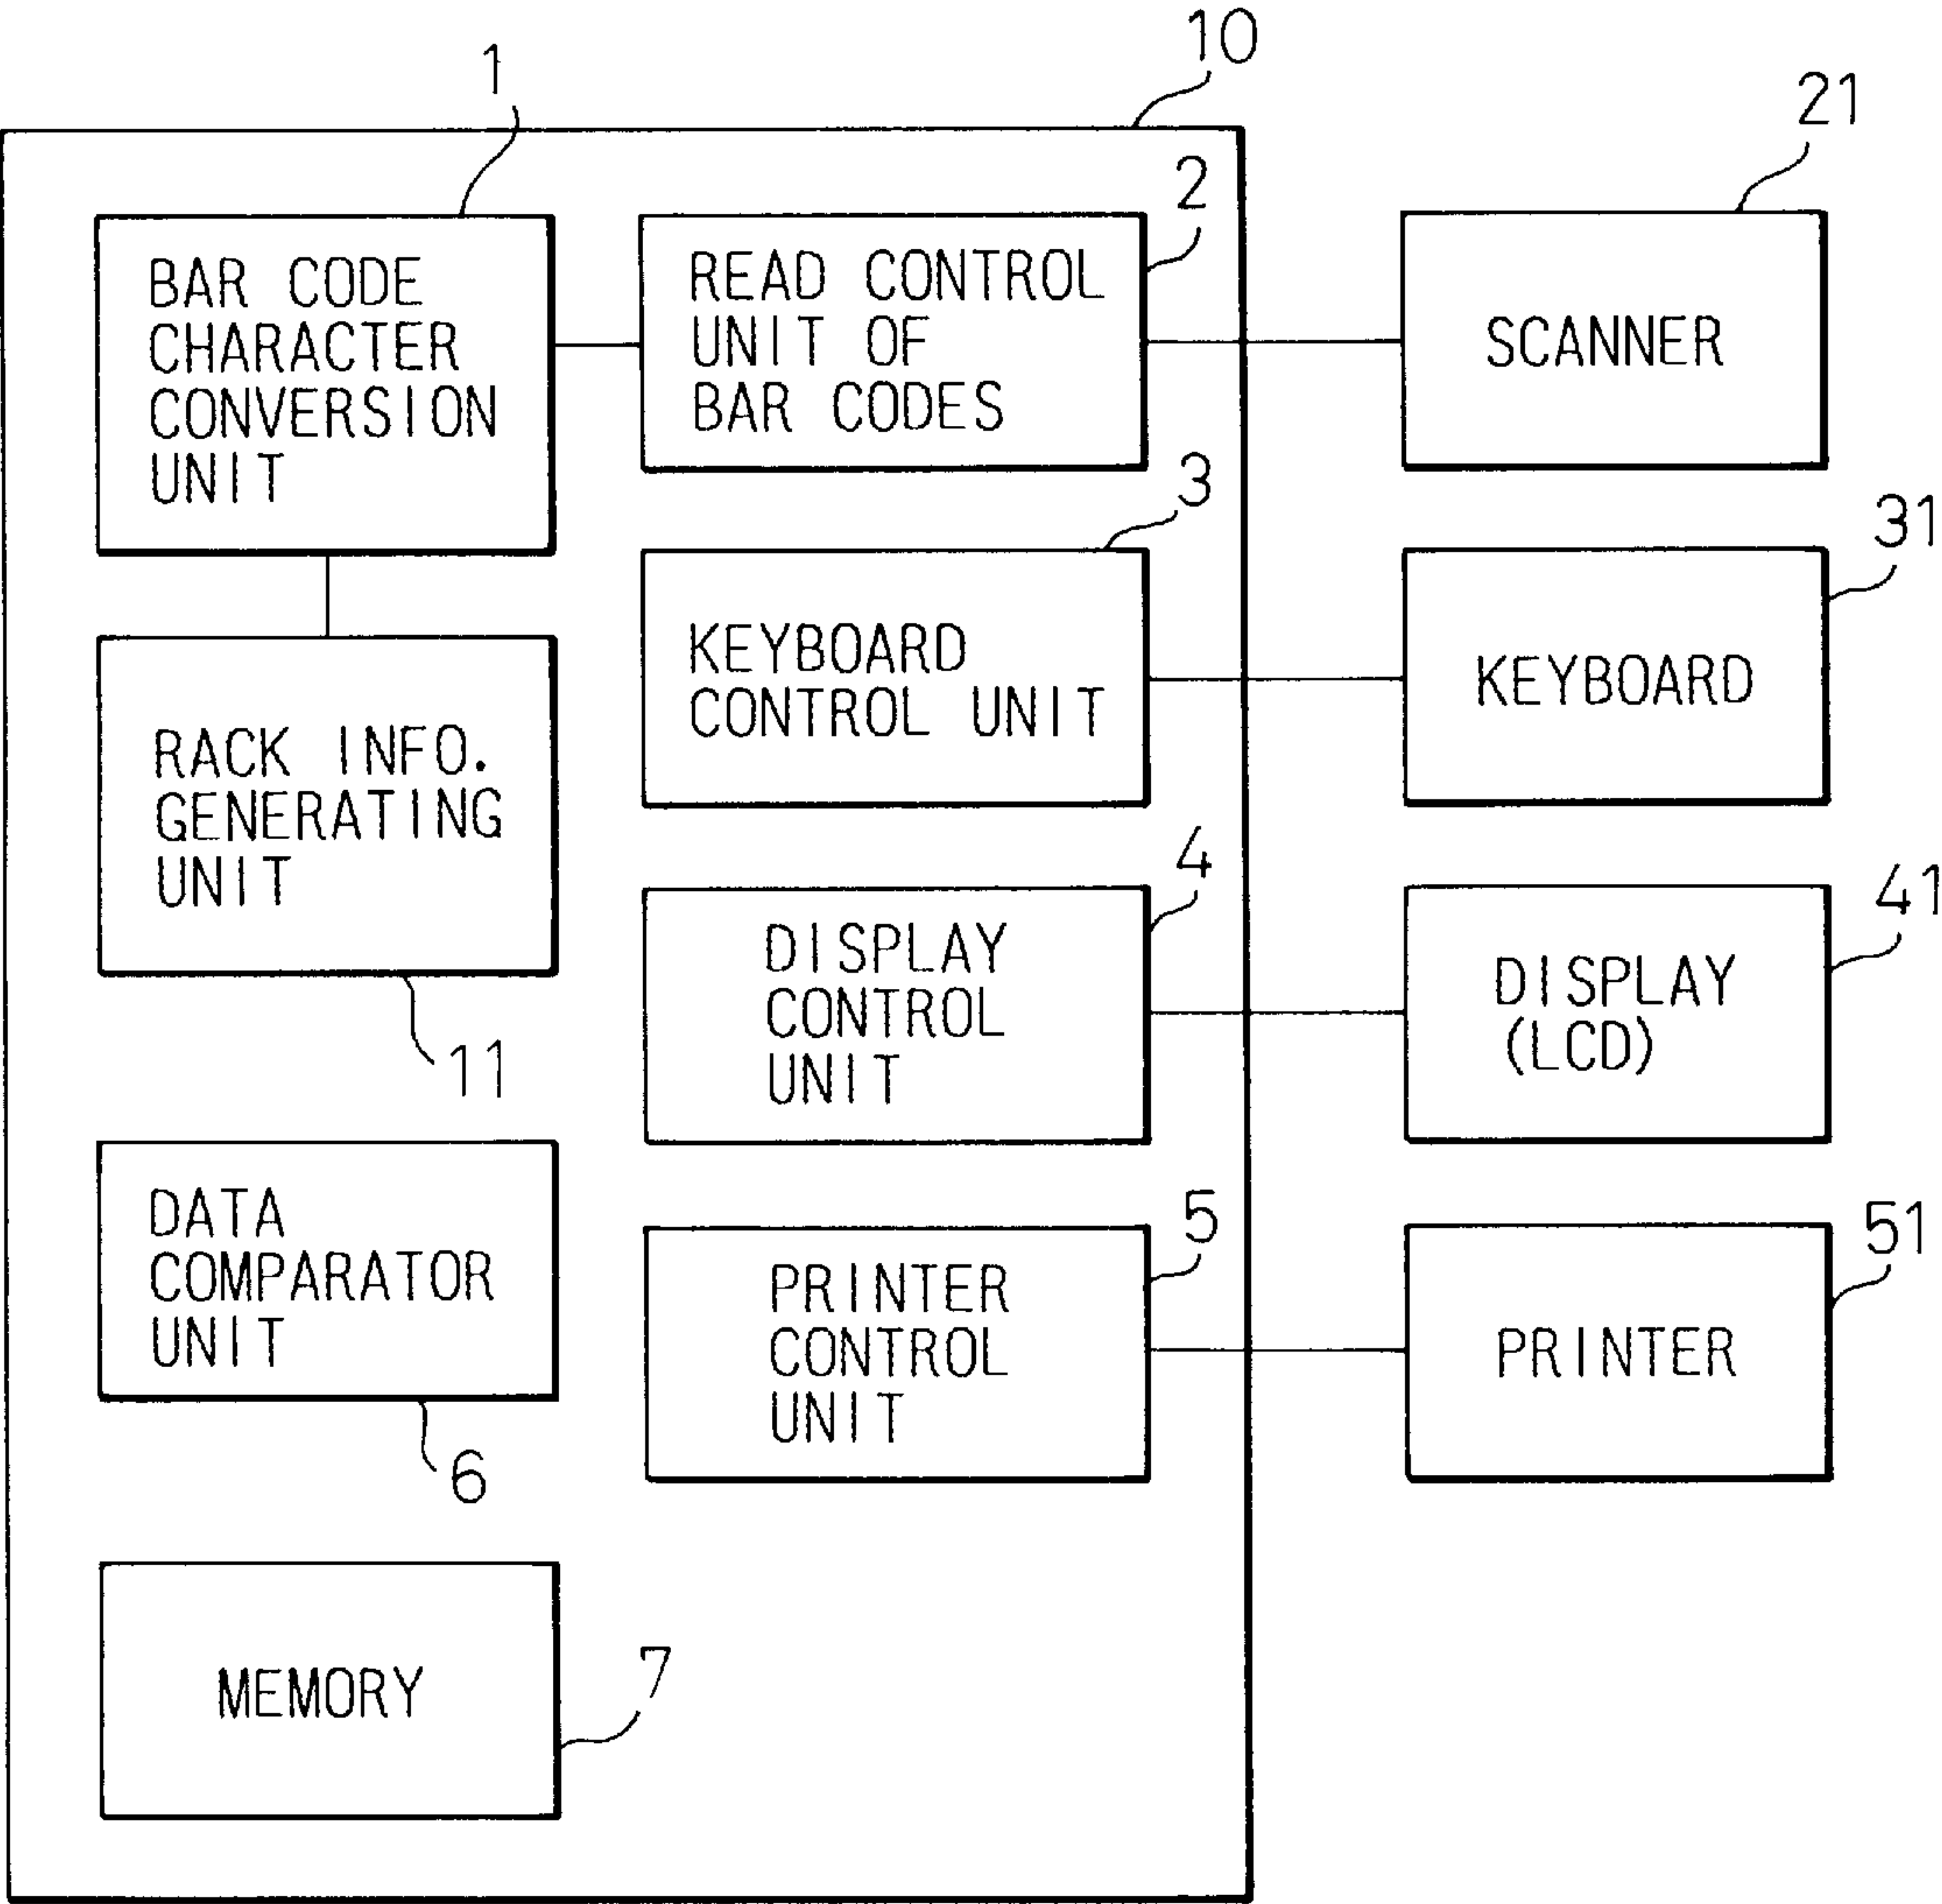 10
1
21
2
BAR CODE
CHARACTER
CONVERSION
UNIT
READ CONTROL
UNIT OF
BAR CODES
SCANNER
3
31
KEYBOARD
CONTROL UNIT
KEYBOARD
RACK INFO.
GENERATING
UNIT
11
4
41
DISPLAY
CONTROL
UNIT
DISPLAY
(LCD)
DATA
COMPARATOR
UNIT
6
5
51
PRINTER
CONTROL
UNIT
PRINTER
MEMORY
7